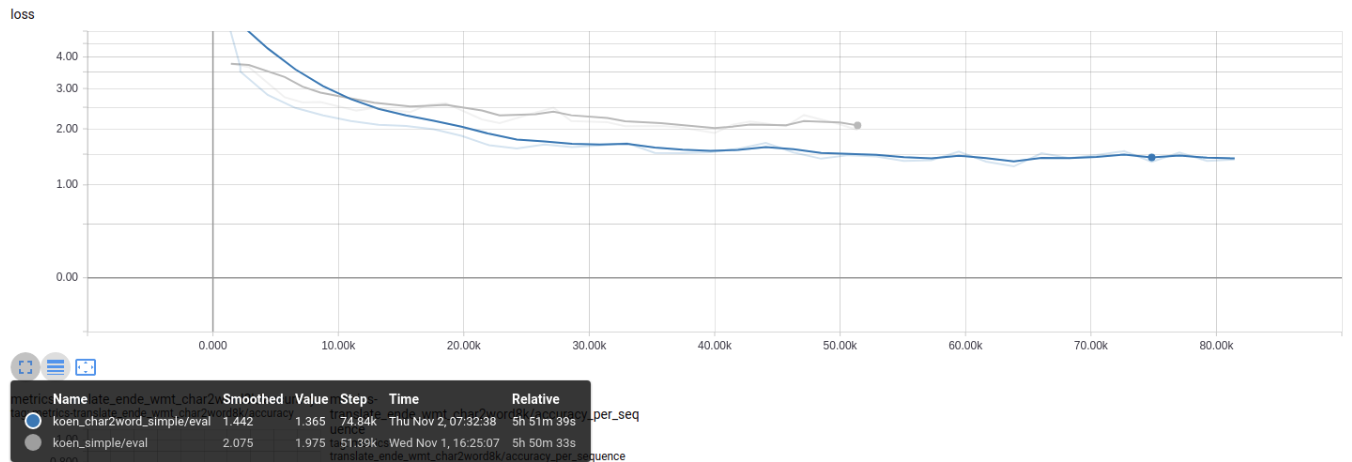 loss
4.00
3.00
2.00
1.00
0.00
0.000 10.00k 20.00k 30.00k 40.00k 50.00k 60.00k 70.00k 80.00k
Name Smoothed Value Step Time Relative
koen_char2word_simple/eval 1.442 1.365 74.84k Thu Nov 2, 07:32:38 5h 51m 39s
koen_simple/eval 2.075 1.975 51.39k Wed Nov 1, 16:25:07 5h 50m 33s
translate_ende_wmt_char2word8k/accuracy_per_seq
uence
translate_ende_wmt_char2word8k/accuracy_per_sequence